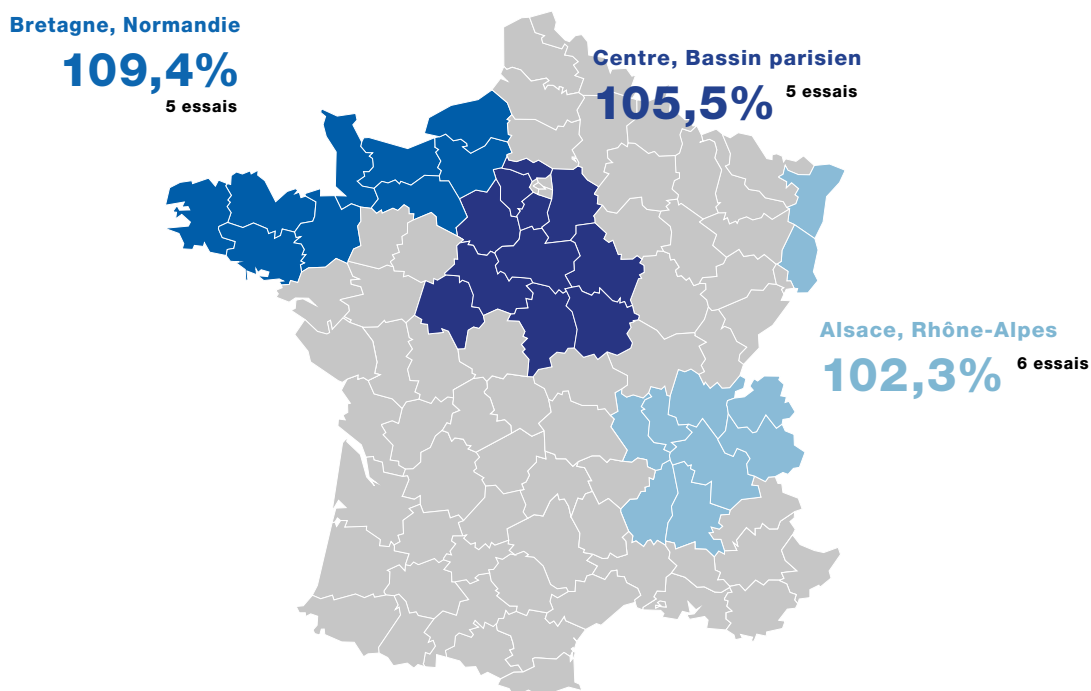 Bretagne, Normandie
109,4%
5 essais
Centre, Bassin parisien
105,5% 5 essais
Alsace, Rhône-Alpes
102,3% 6 essais